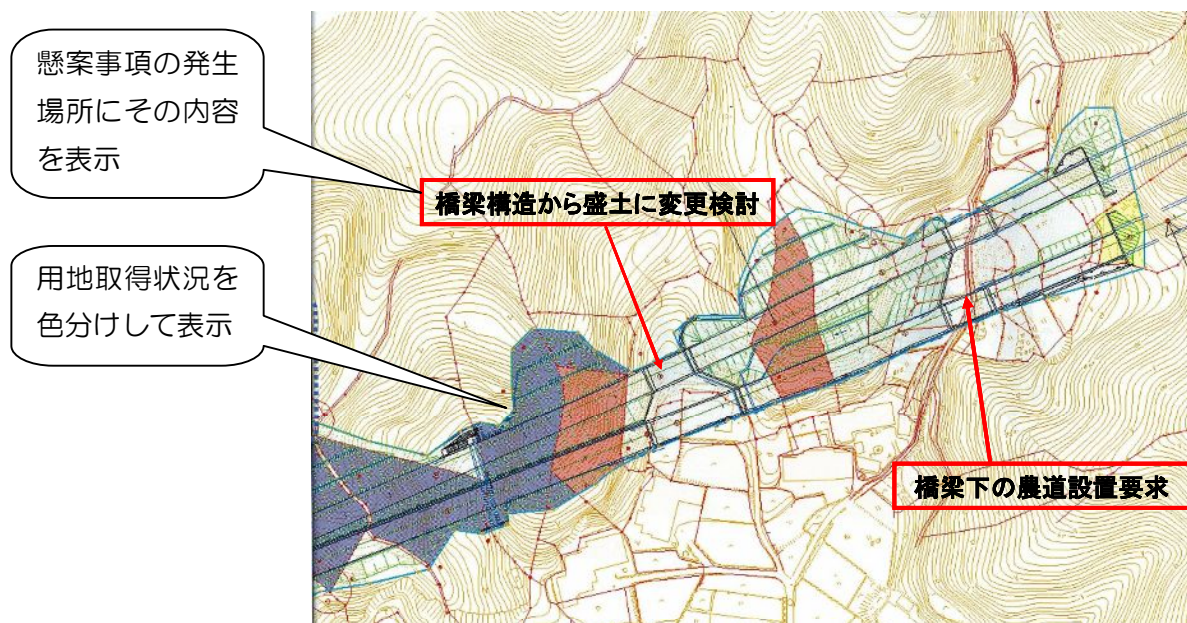 懸案事項の発生
場所にその内容
を表示
橋梁構造から盛土に変更検討
用地取得状況を
色分けして表示
橋梁下の農道設置要求